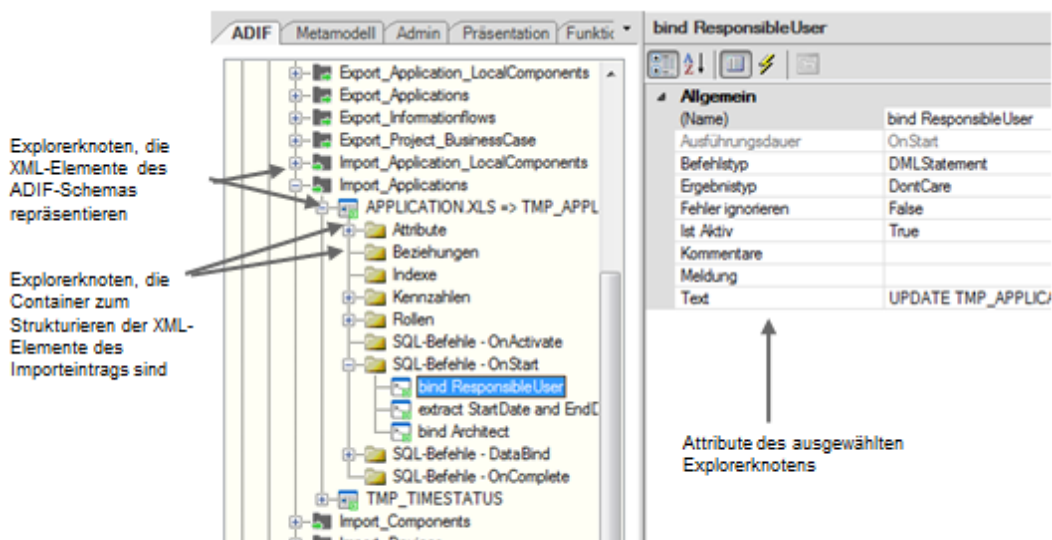 ADIF Metamodell Admin Präsentation Funktic
Export_Application_LocalComponents
Export_Applications
Export_Informationflows
Export_Project_BusinessCase
Import_Application_LocalComponents
Import_Applications
APPLICATION.XLS => TMP_APPL
Attribute
Beziehungen
Indexe
Kennzahlen
Rollen
SQL-Befehle - OnActivate
SQL-Befehle - OnStart
bind ResponsibleUser
extract StartDate and EndD
bind Architect
SQL-Befehle - DataBind
SQL-Befehle - OnComplete
TMP_TIMESTATUS
Import_Components
Explorerknoten, die
XML-Elemente des
ADIF-Schemas
repräsentieren
Explorerknoten, die
Container zum
Strukturieren der XML-
Elemente des
Importeintrags sind
bind ResponsibleUser
Allgemein
(Name) bind ResponsibleUser
Ausführungsdauer OnStart
Befehlstyp DMLStatement
Ergebnistyp DontCare
Fehler ignorieren False
Ist Aktiv True
Kommentare
Meldung
Text UPDATE TMP_APPLICA
Attribute des ausgewählten
Explorerknotens